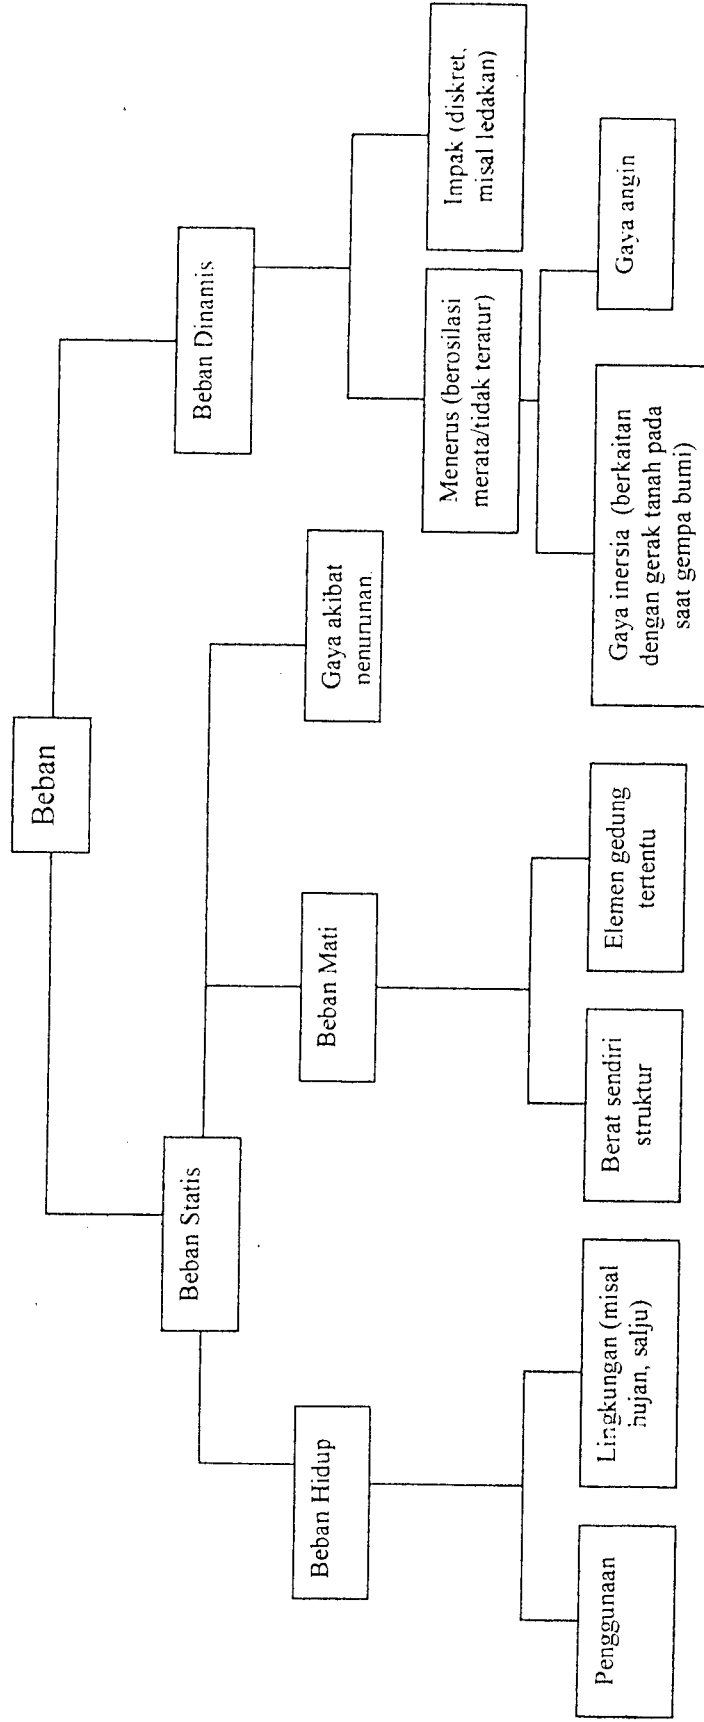 Beban
Beban Statis
Beban Dinamis
Beban Hidup
Beban Mati
Gaya akibat
penurunan
Menerus (berosilasi
merata/tidak teratur)
Impak (diskret,
misal ledakan)
Penggunaan
Lingkungan (misal
hujan, salju)
Berat sendiri
struktur
Elemen gedung
tertentu
Gaya inersia (berkaitan
dengan gerak tanah pada
saat gempa bumi)
Gaya angin